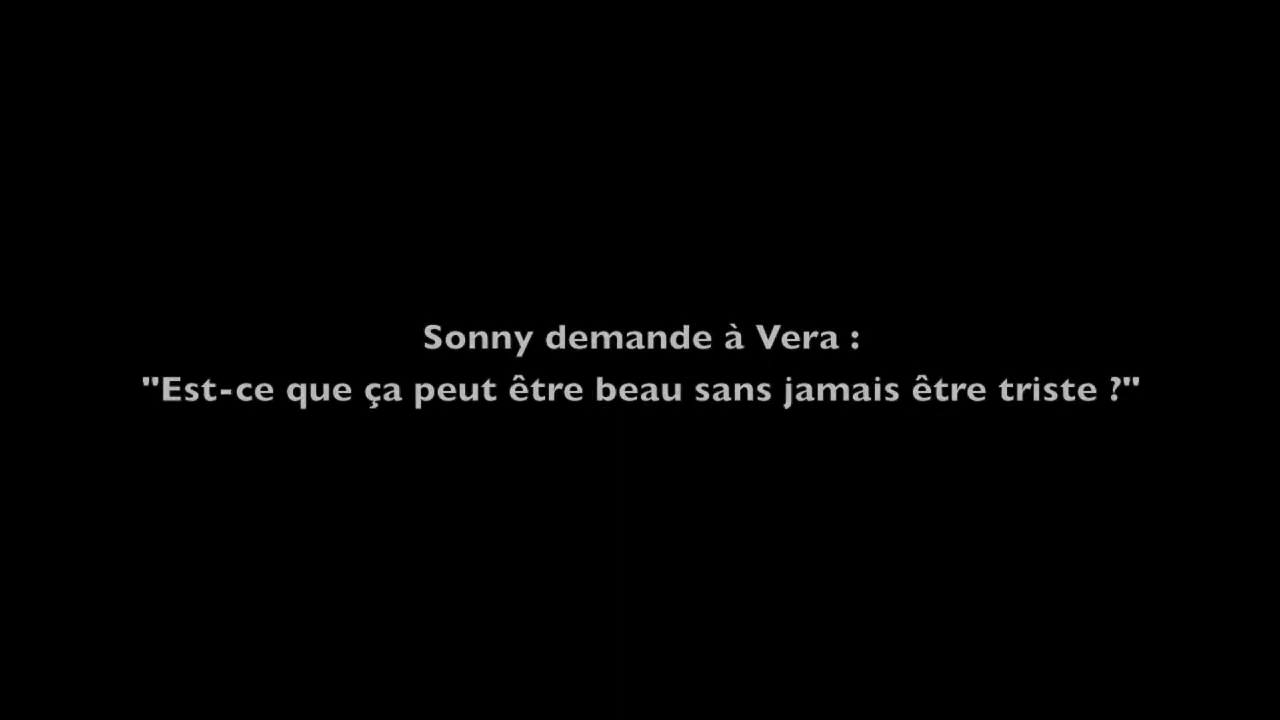 Sonny demande à Vera :
"Est-ce que ça peut être beau sans jamais être triste ?"